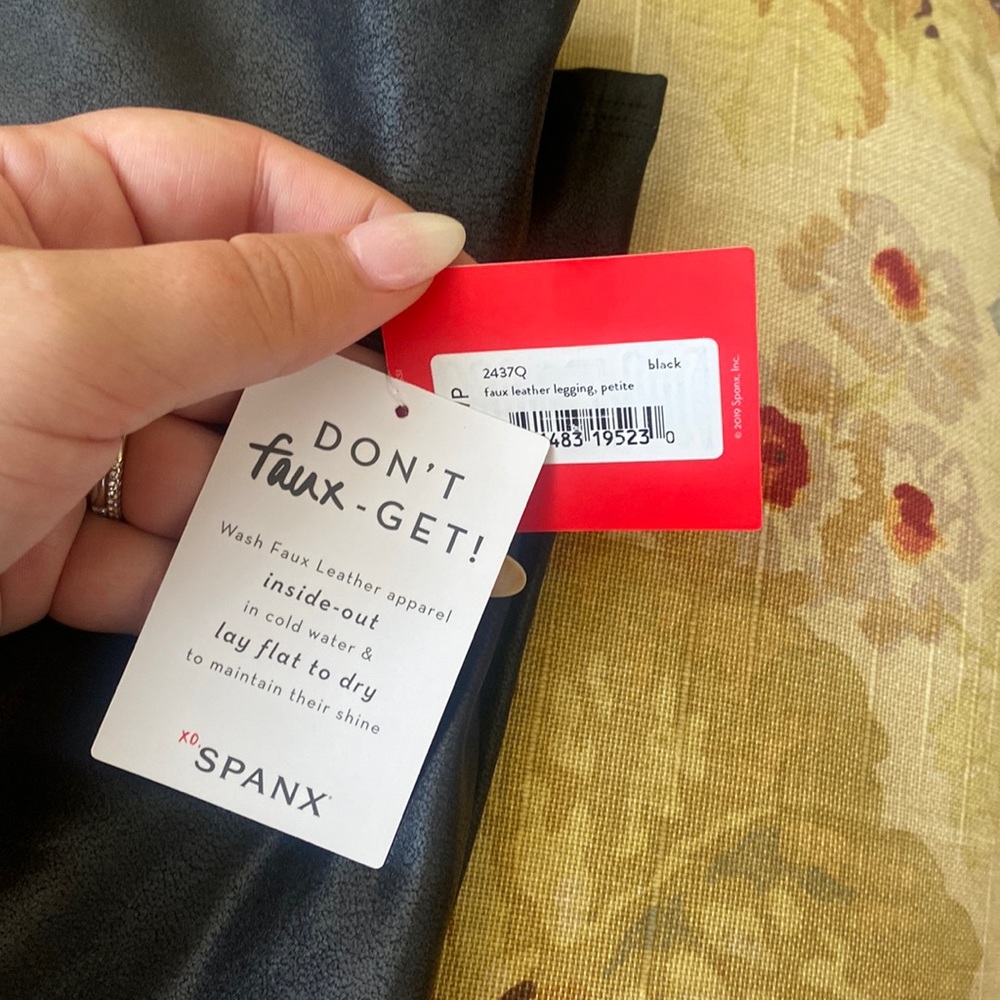 2437Q black
faux leather legging, petite
483 19523 0
© 2019 Spanx, Inc.
DON'T
faux-GET!
Wash Faux Leather apparel
inside-out
in cold water &
lay flat to dry
to maintain their shine
XO,
SPANX